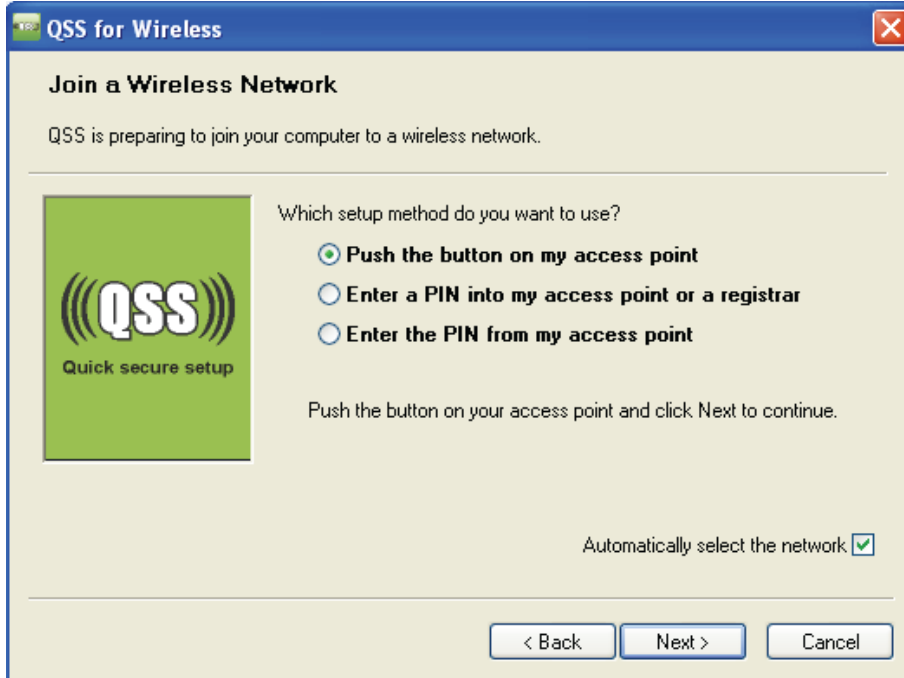 QSS for Wireless
Join a Wireless Network
QSS is preparing to join your computer to a wireless network.
Which setup method do you want to use?
Push the button on my access point
Enter a PIN into my access point or a registrar
Enter the PIN from my access point
(((QSS)))
Quick secure setup
Push the button on your access point and click Next to continue.
Automatically select the network
< Back
Next >
Cancel